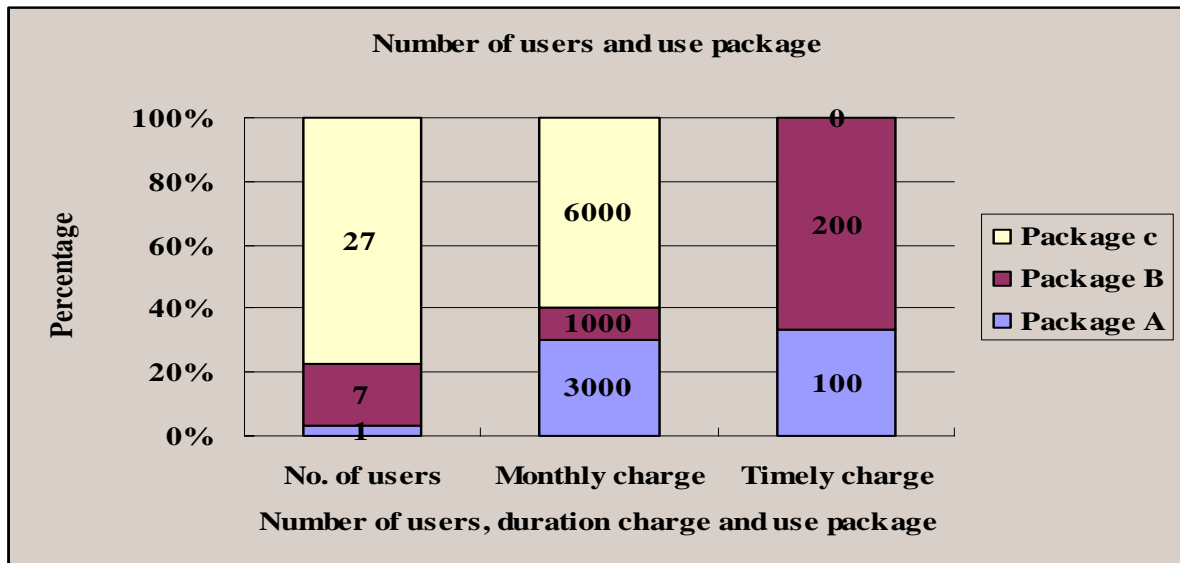 Number of users and use package
Percentage
100%
80%
60%
40%
20%
0%
27
7
1
6000
1000
3000
0
200
100
No. of users
Monthly charge
Timely charge
Number of users, duration charge and use package
Package c
Package B
Package A